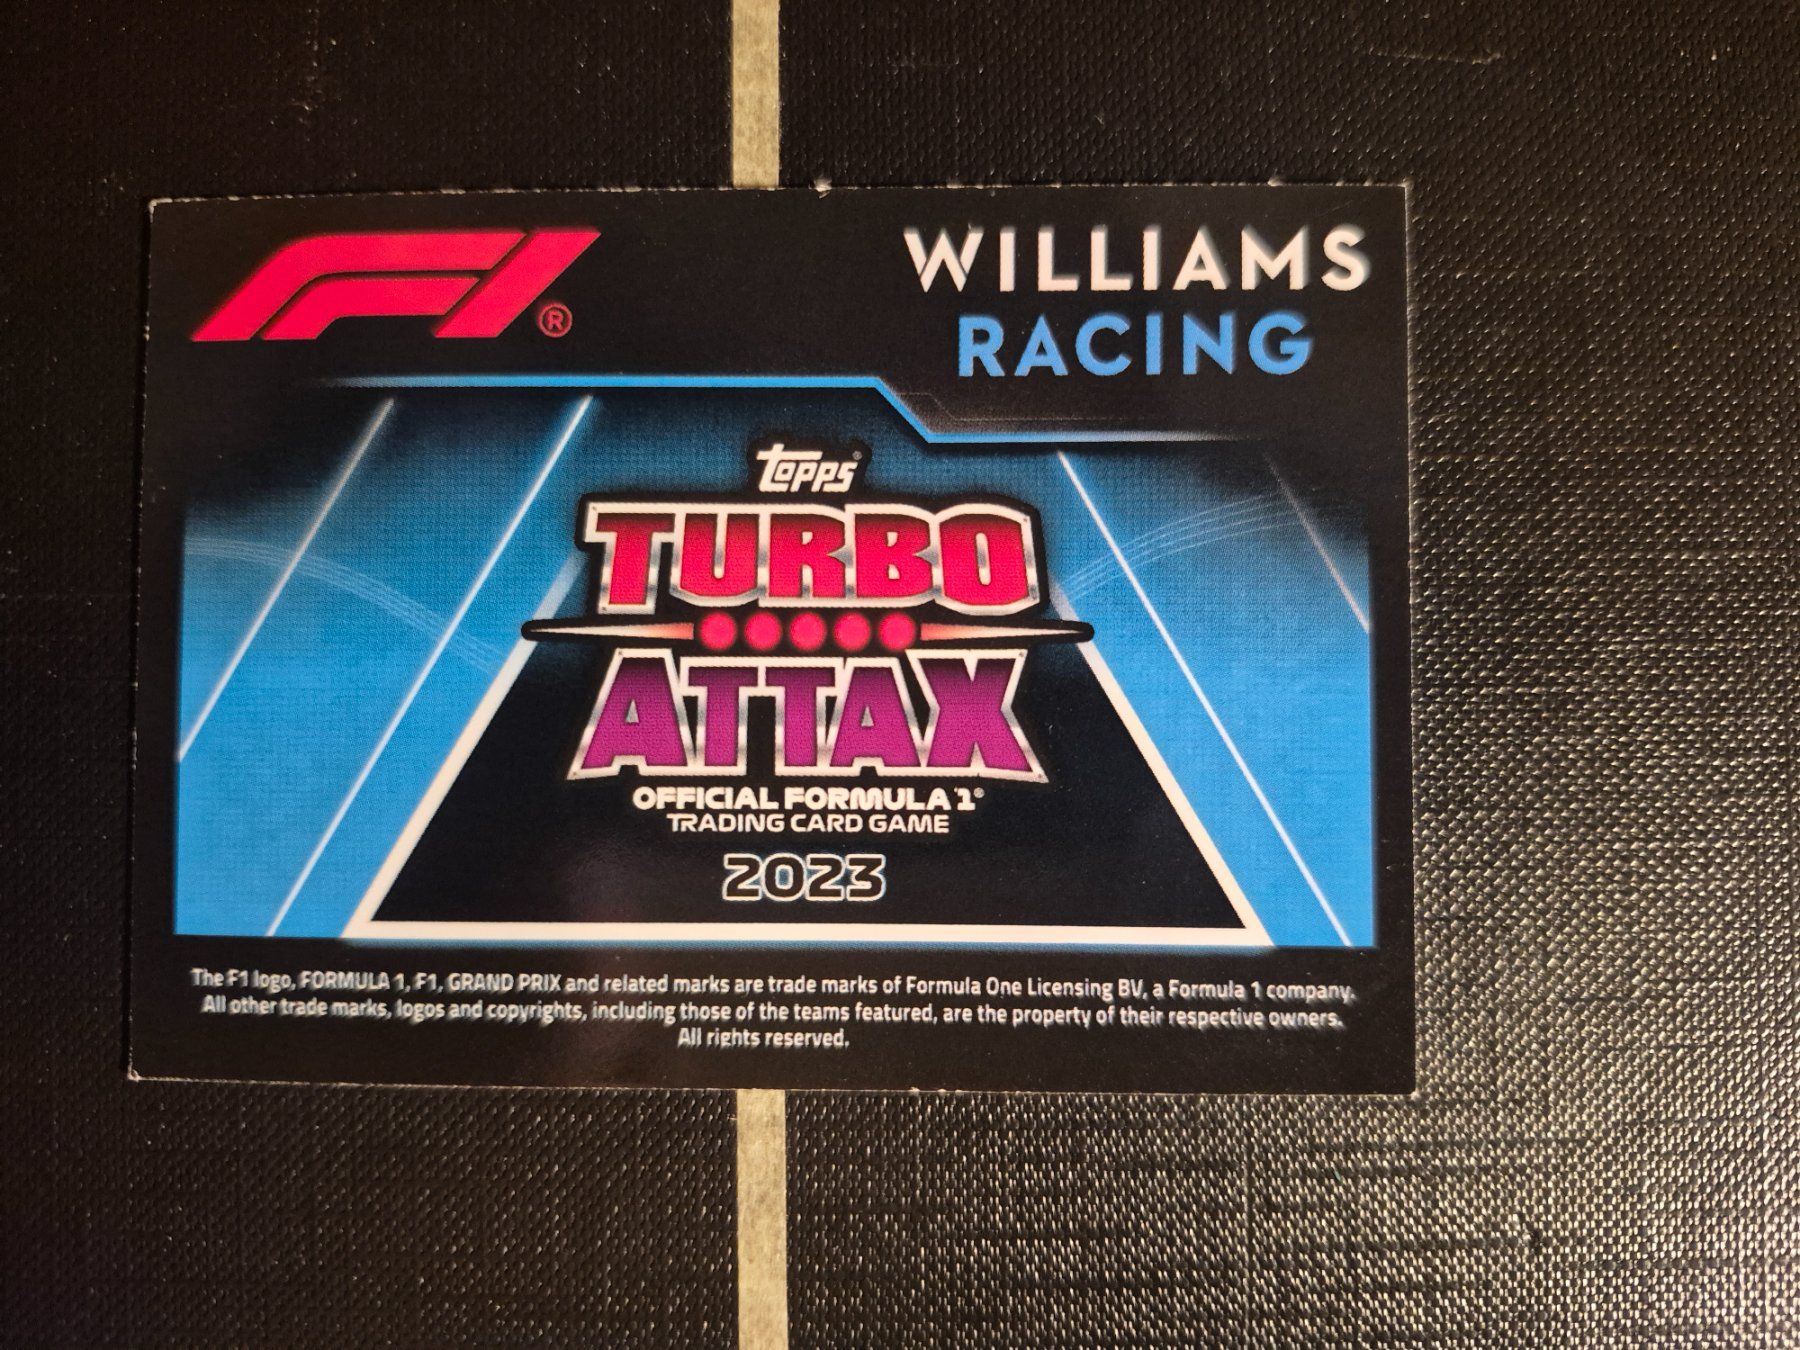 F1®
WILLIAMS
RACING
Topps®
TURBO
ATTAX
OFFICIAL FORMULA 1®
TRADING CARD GAME
2023
The F1 logo, FORMULA 1, F1, GRAND PRIX and related marks are trade marks of Formula One Licensing BV, a Formula 1 company.
All other trade marks, logos and copyrights, including those of the teams featured, are the property of their respective owners.
All rights reserved.